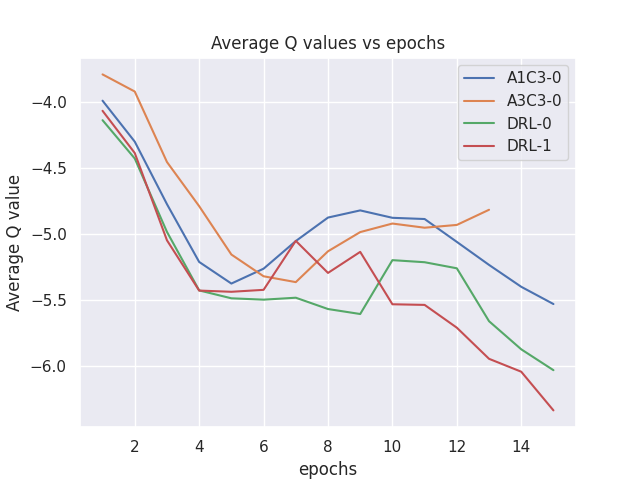 Average Q values vs epochs
A1C3-0
A3C3-0
DRL-0
DRL-1
Average Q value
−4.0
−4.5
−5.0
−5.5
−6.0
2 4 6 8 10 12 14
epochs